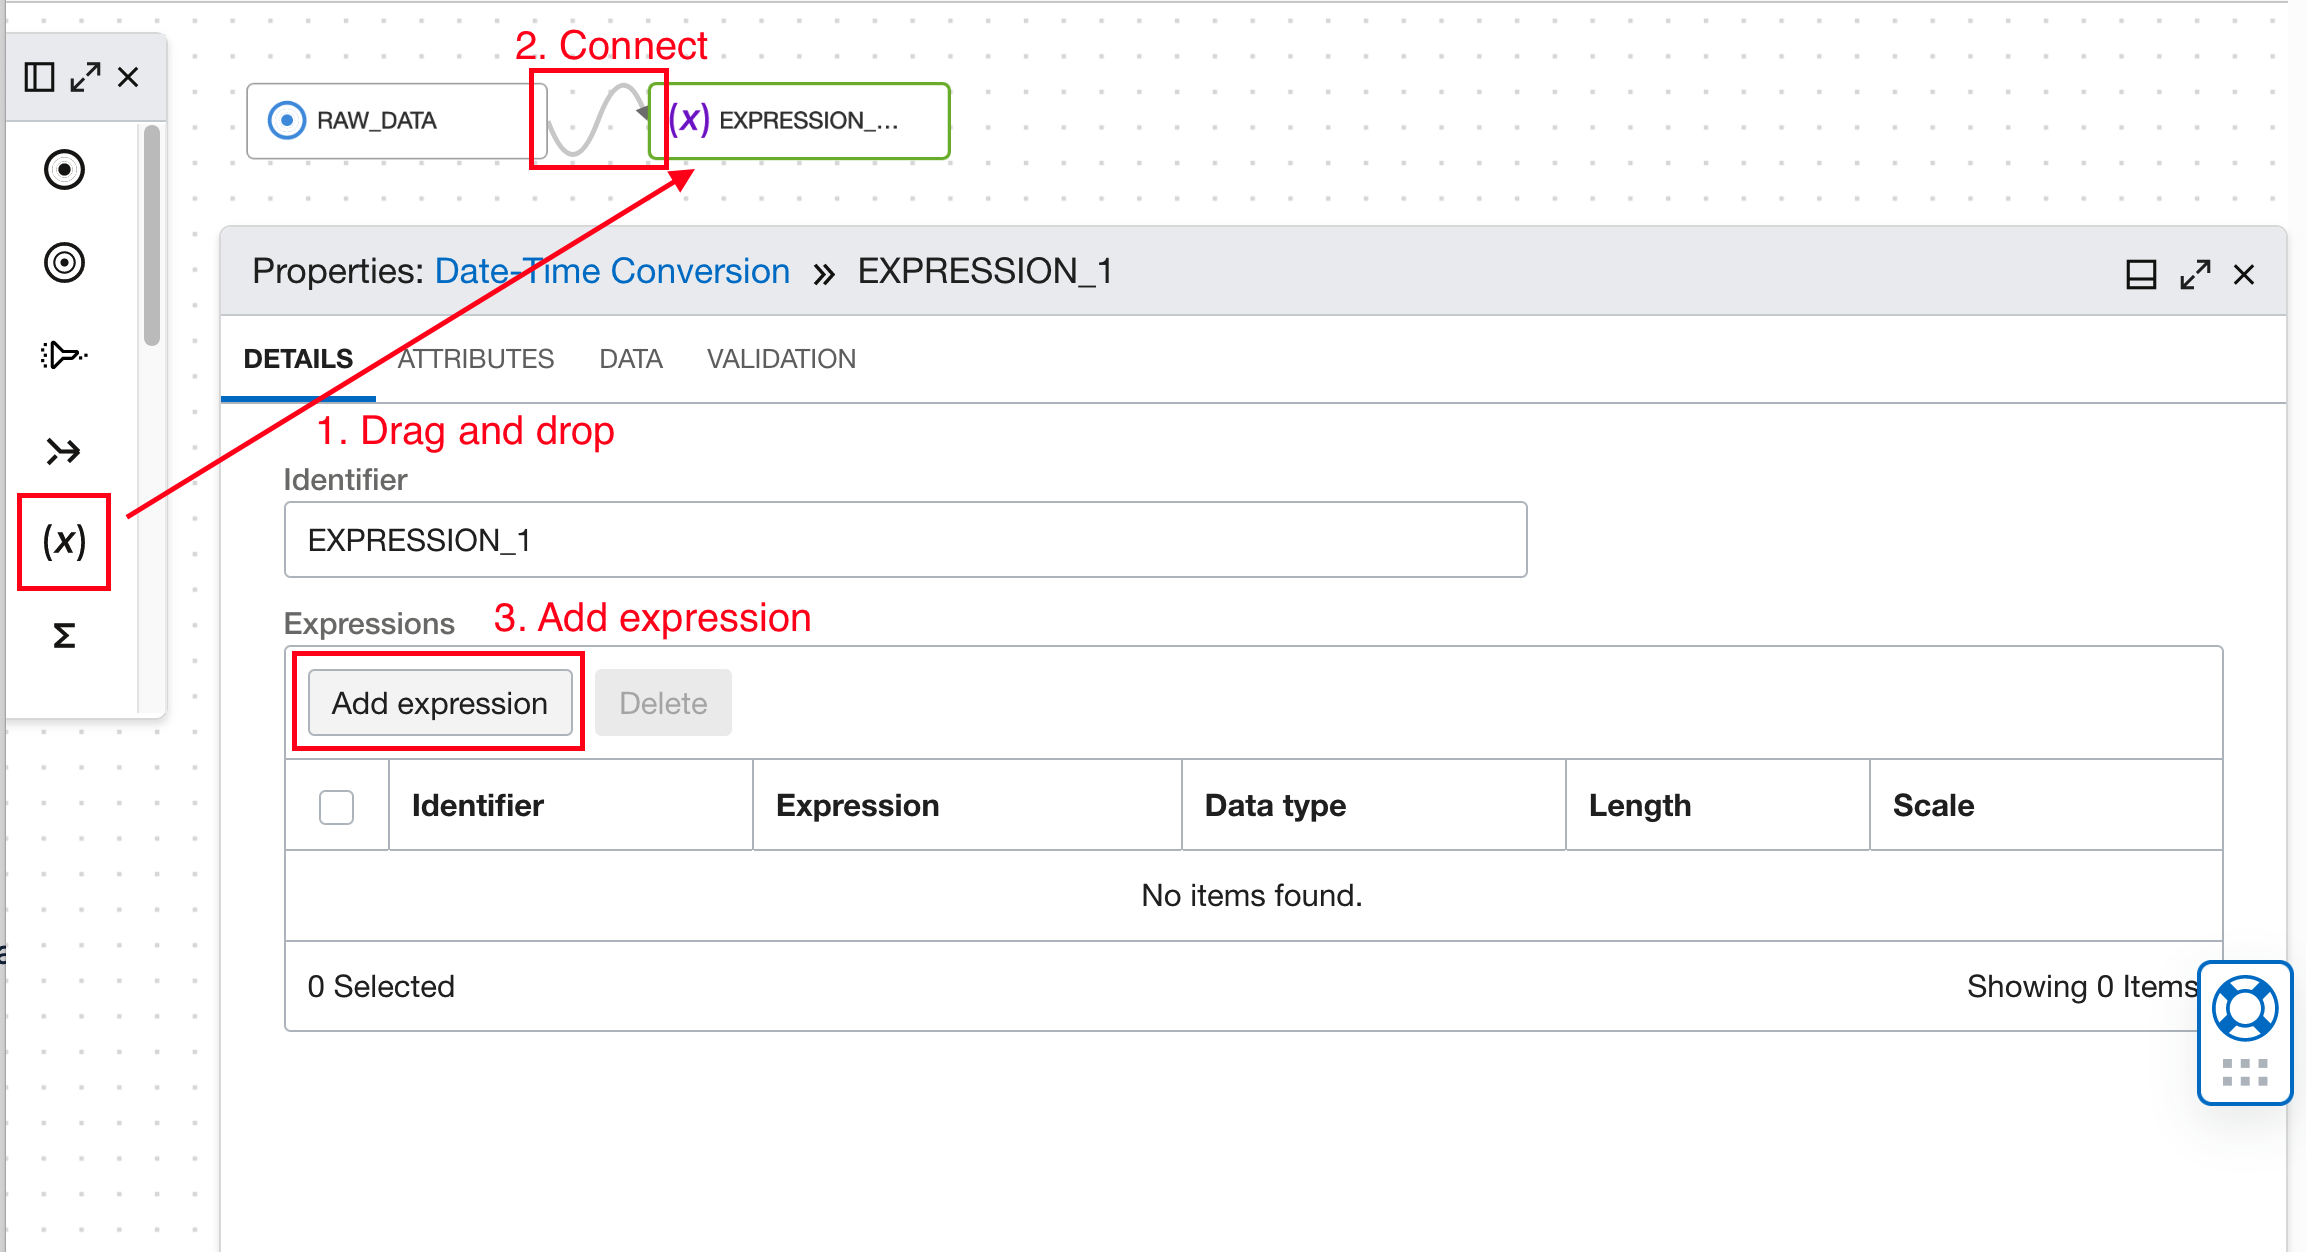 2. Connect
RAW_DATA
(x) EXPRESSION_...
Properties: Date-Time Conversion » EXPRESSION_1
DETAILS ATTRIBUTES DATA VALIDATION
1. Drag and drop
Identifier
(x)
EXPRESSION_1
Expressions 3. Add expression
Σ
Add expression Delete
Identifier Expression Data type Length Scale
No items found.
0 Selected Showing 0 Items